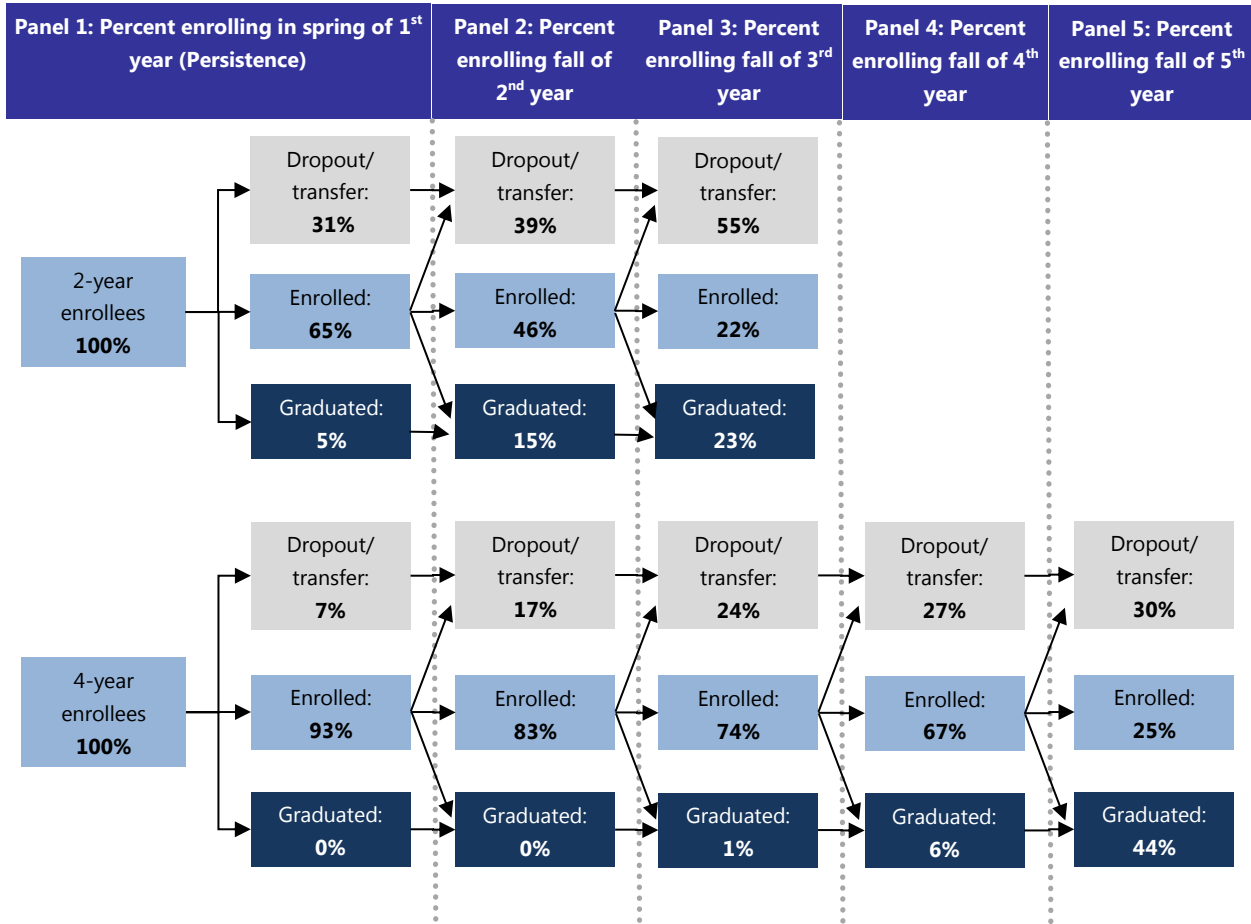 Panel 1: Percent enrolling in spring of 1st
year (Persistence)
Panel 2: Percent
enrolling fall of
2nd year
Panel 3: Percent
enrolling fall of 3rd
year
Panel 4: Percent
enrolling fall of 4th
year
Panel 5: Percent
enrolling fall of 5th
year
2-year
enrollees
100%
Dropout/
transfer:
31%
Dropout/
transfer:
39%
Dropout/
transfer:
55%
Enrolled:
65%
Enrolled:
46%
Enrolled:
22%
Graduated:
5%
Graduated:
15%
Graduated:
23%
4-year
enrollees
100%
Dropout/
transfer:
7%
Dropout/
transfer:
17%
Dropout/
transfer:
24%
Dropout/
transfer:
27%
Dropout/
transfer:
30%
Enrolled:
93%
Enrolled:
83%
Enrolled:
74%
Enrolled:
67%
Enrolled:
25%
Graduated:
0%
Graduated:
0%
Graduated:
1%
Graduated:
6%
Graduated:
44%